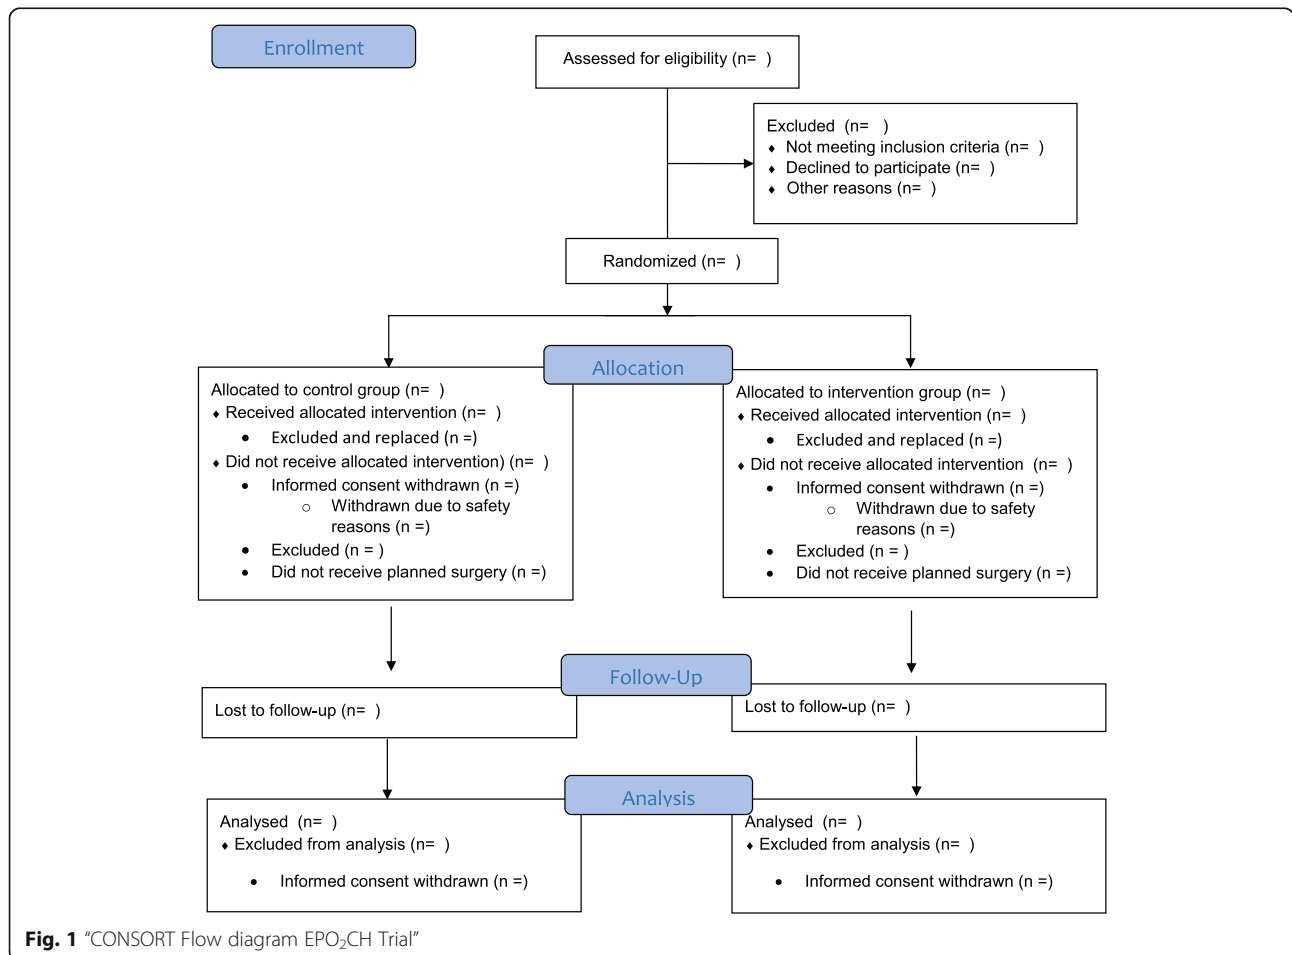 Enrollment
Assessed for eligibility (n= )
Excluded (n= )
♦ Not meeting inclusion criteria (n= )
♦ Declined to participate (n= )
♦ Other reasons (n= )
Randomized (n= )
Allocation
Allocated to control group (n= )
♦ Received allocated intervention (n= )
• Excluded and replaced (n =)
♦ Did not receive allocated intervention) (n= )
• Informed consent withdrawn (n =)
○ Withdrawn due to safety
reasons (n =)
• Excluded (n = )
• Did not receive planned surgery (n =)
Allocated to intervention group (n= )
♦ Received allocated intervention (n= )
• Excluded and replaced (n =)
♦ Did not receive allocated intervention (n= )
• Informed consent withdrawn (n =)
○ Withdrawn due to safety
reasons (n =)
• Excluded (n = )
• Did not receive planned surgery (n =)
Follow-Up
Lost to follow-up (n= )
Lost to follow-up (n= )
Analysis
Analysed (n= )
♦ Excluded from analysis (n= )
• Informed consent withdrawn (n =)
Analysed (n= )
♦ Excluded from analysis (n= )
• Informed consent withdrawn (n =)
Fig. 1 “CONSORT Flow diagram EPO₂CH Trial”